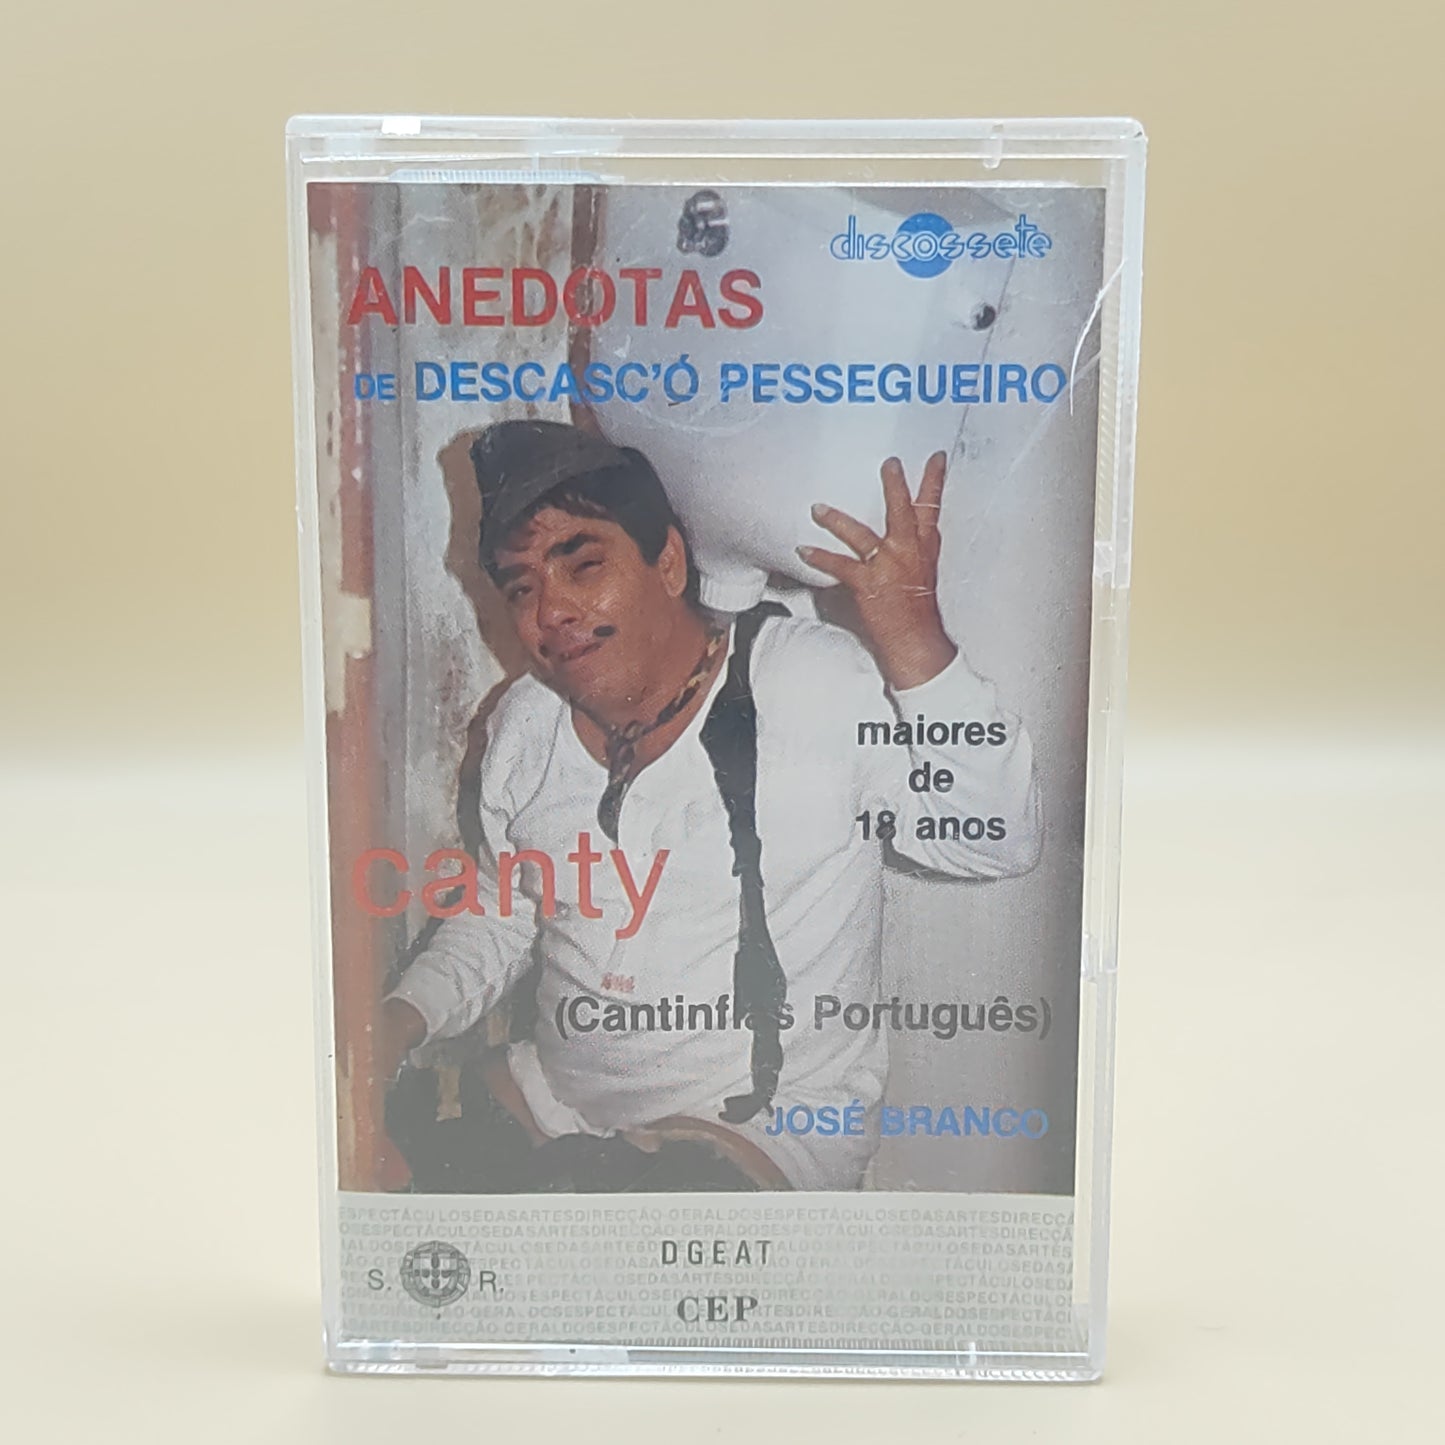 discossete
ANEDOTAS
DE DESCASC'Ó PESSEGUEIRO
maiores
de
18 anos
canty
(Cantinflas Português)
JOSÉ BRANCO
DGEAT
S. R.
CEP